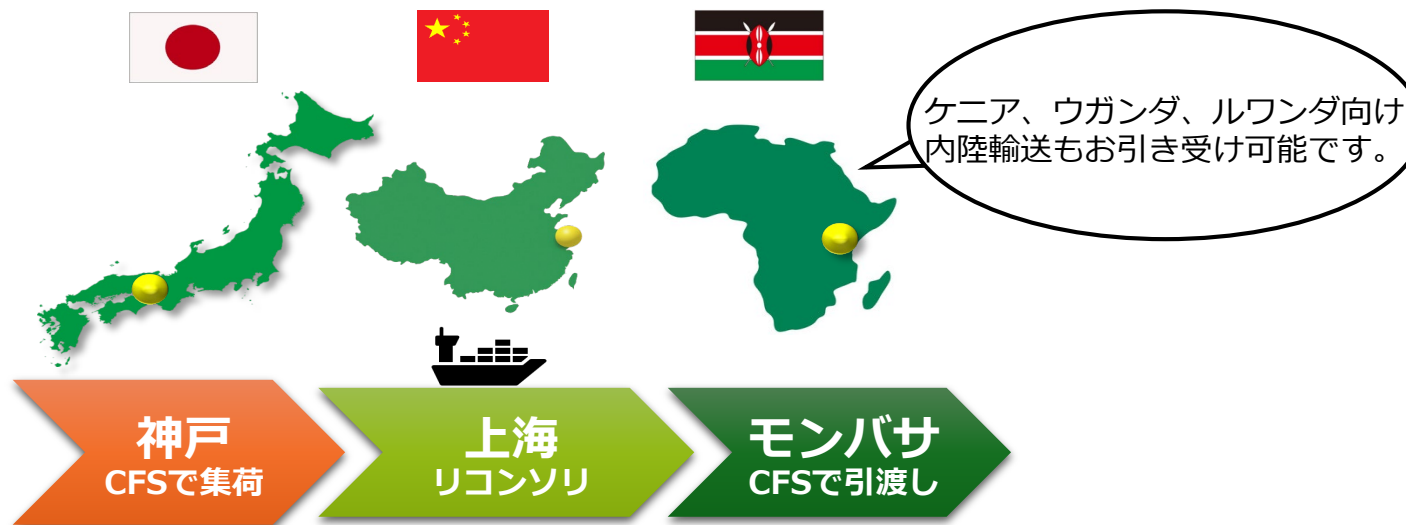 ケニア、ウガンダ、ルワンダ向け
内陸輸送もお引き受け可能です。
神戸
CFSで集荷
上海
リコンソリ
モンバサ
CFSで引渡し